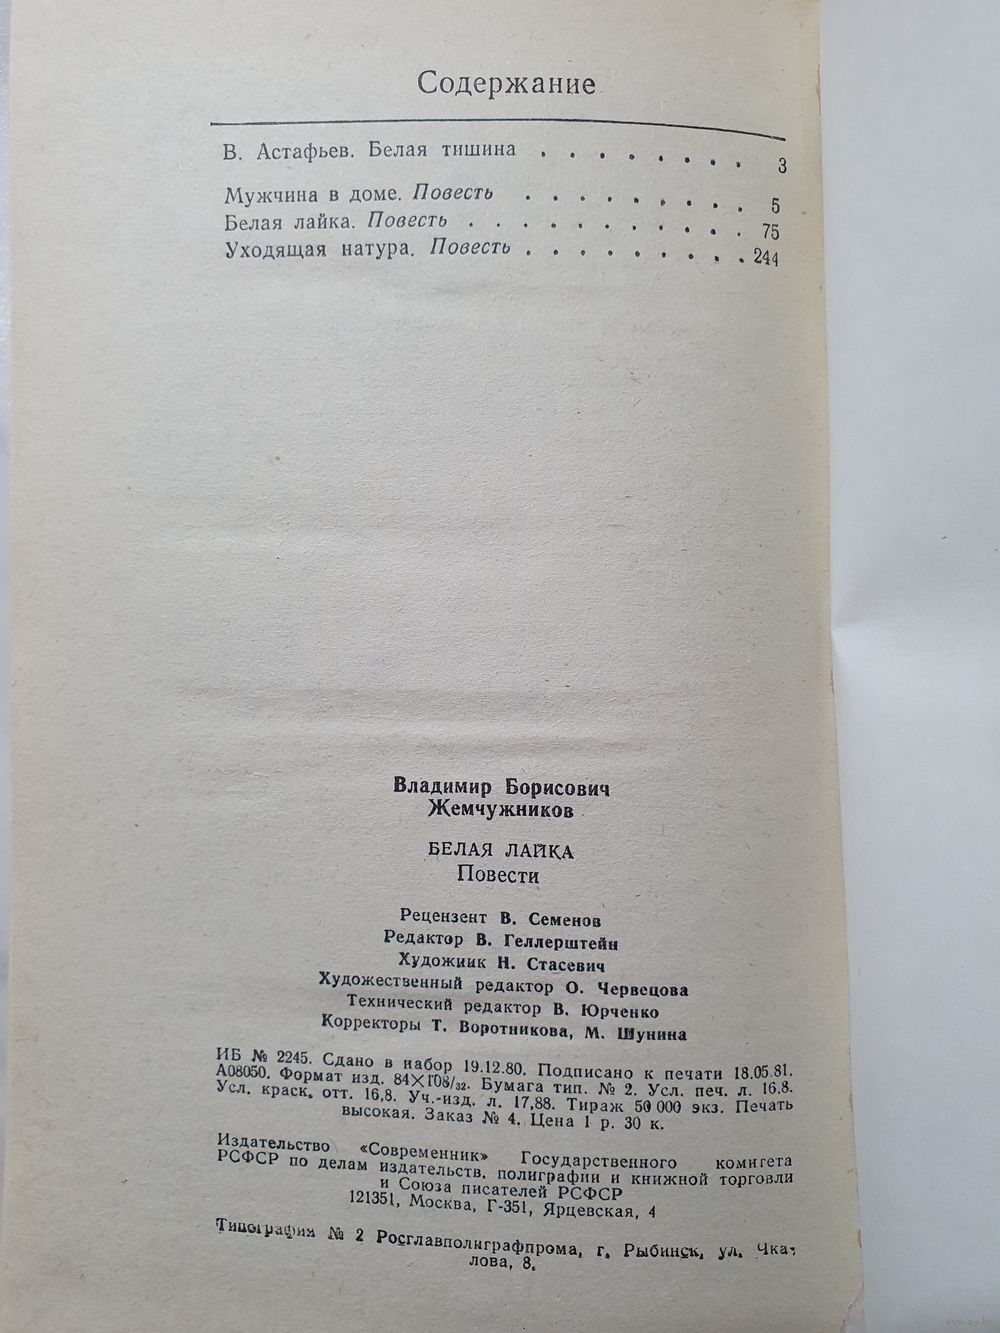 Содержание
В. Астафьев. Белая тишина . . . . . . . . 3
Мужчина в доме. Повесть . . . . . . . . . 5
Белая лайка. Повесть . . . . . . . . . . . 75
Уходящая натура. Повесть . . . . . . . . . 244
Владимир Борисович
Жемчужников
БЕЛАЯ ЛАЙКА
Повести
Рецензент В. Семенов
Редактор В. Геллерштейн
Художник Н. Стасевич
Художественный редактор О. Червецова
Технический редактор В. Юрченко
Корректоры Т. Воротникова, М. Шунина
ИБ № 2245. Сдано в набор 19.12.80. Подписано к печати 18.05.81.
А08050. Формат изд. 84×108/32. Бумага тип. № 2. Усл. печ. л. 16,8.
Усл. краск. отт. 16,8. Уч.-изд. л. 17,88. Тираж 50 000 экз. Печать
высокая. Заказ № 4. Цена 1 р. 30 к.
Издательство «Современник» Государственного комитета
РСФСР по делам издательств, полиграфии и книжной торговли
и Союза писателей РСФСР
121351, Москва, Г-351, Ярцевская, 4
Типография № 2 Росглавполиграфпрома, г. Рыбинск, ул. Чка-
лова, 8.
www.ay.by